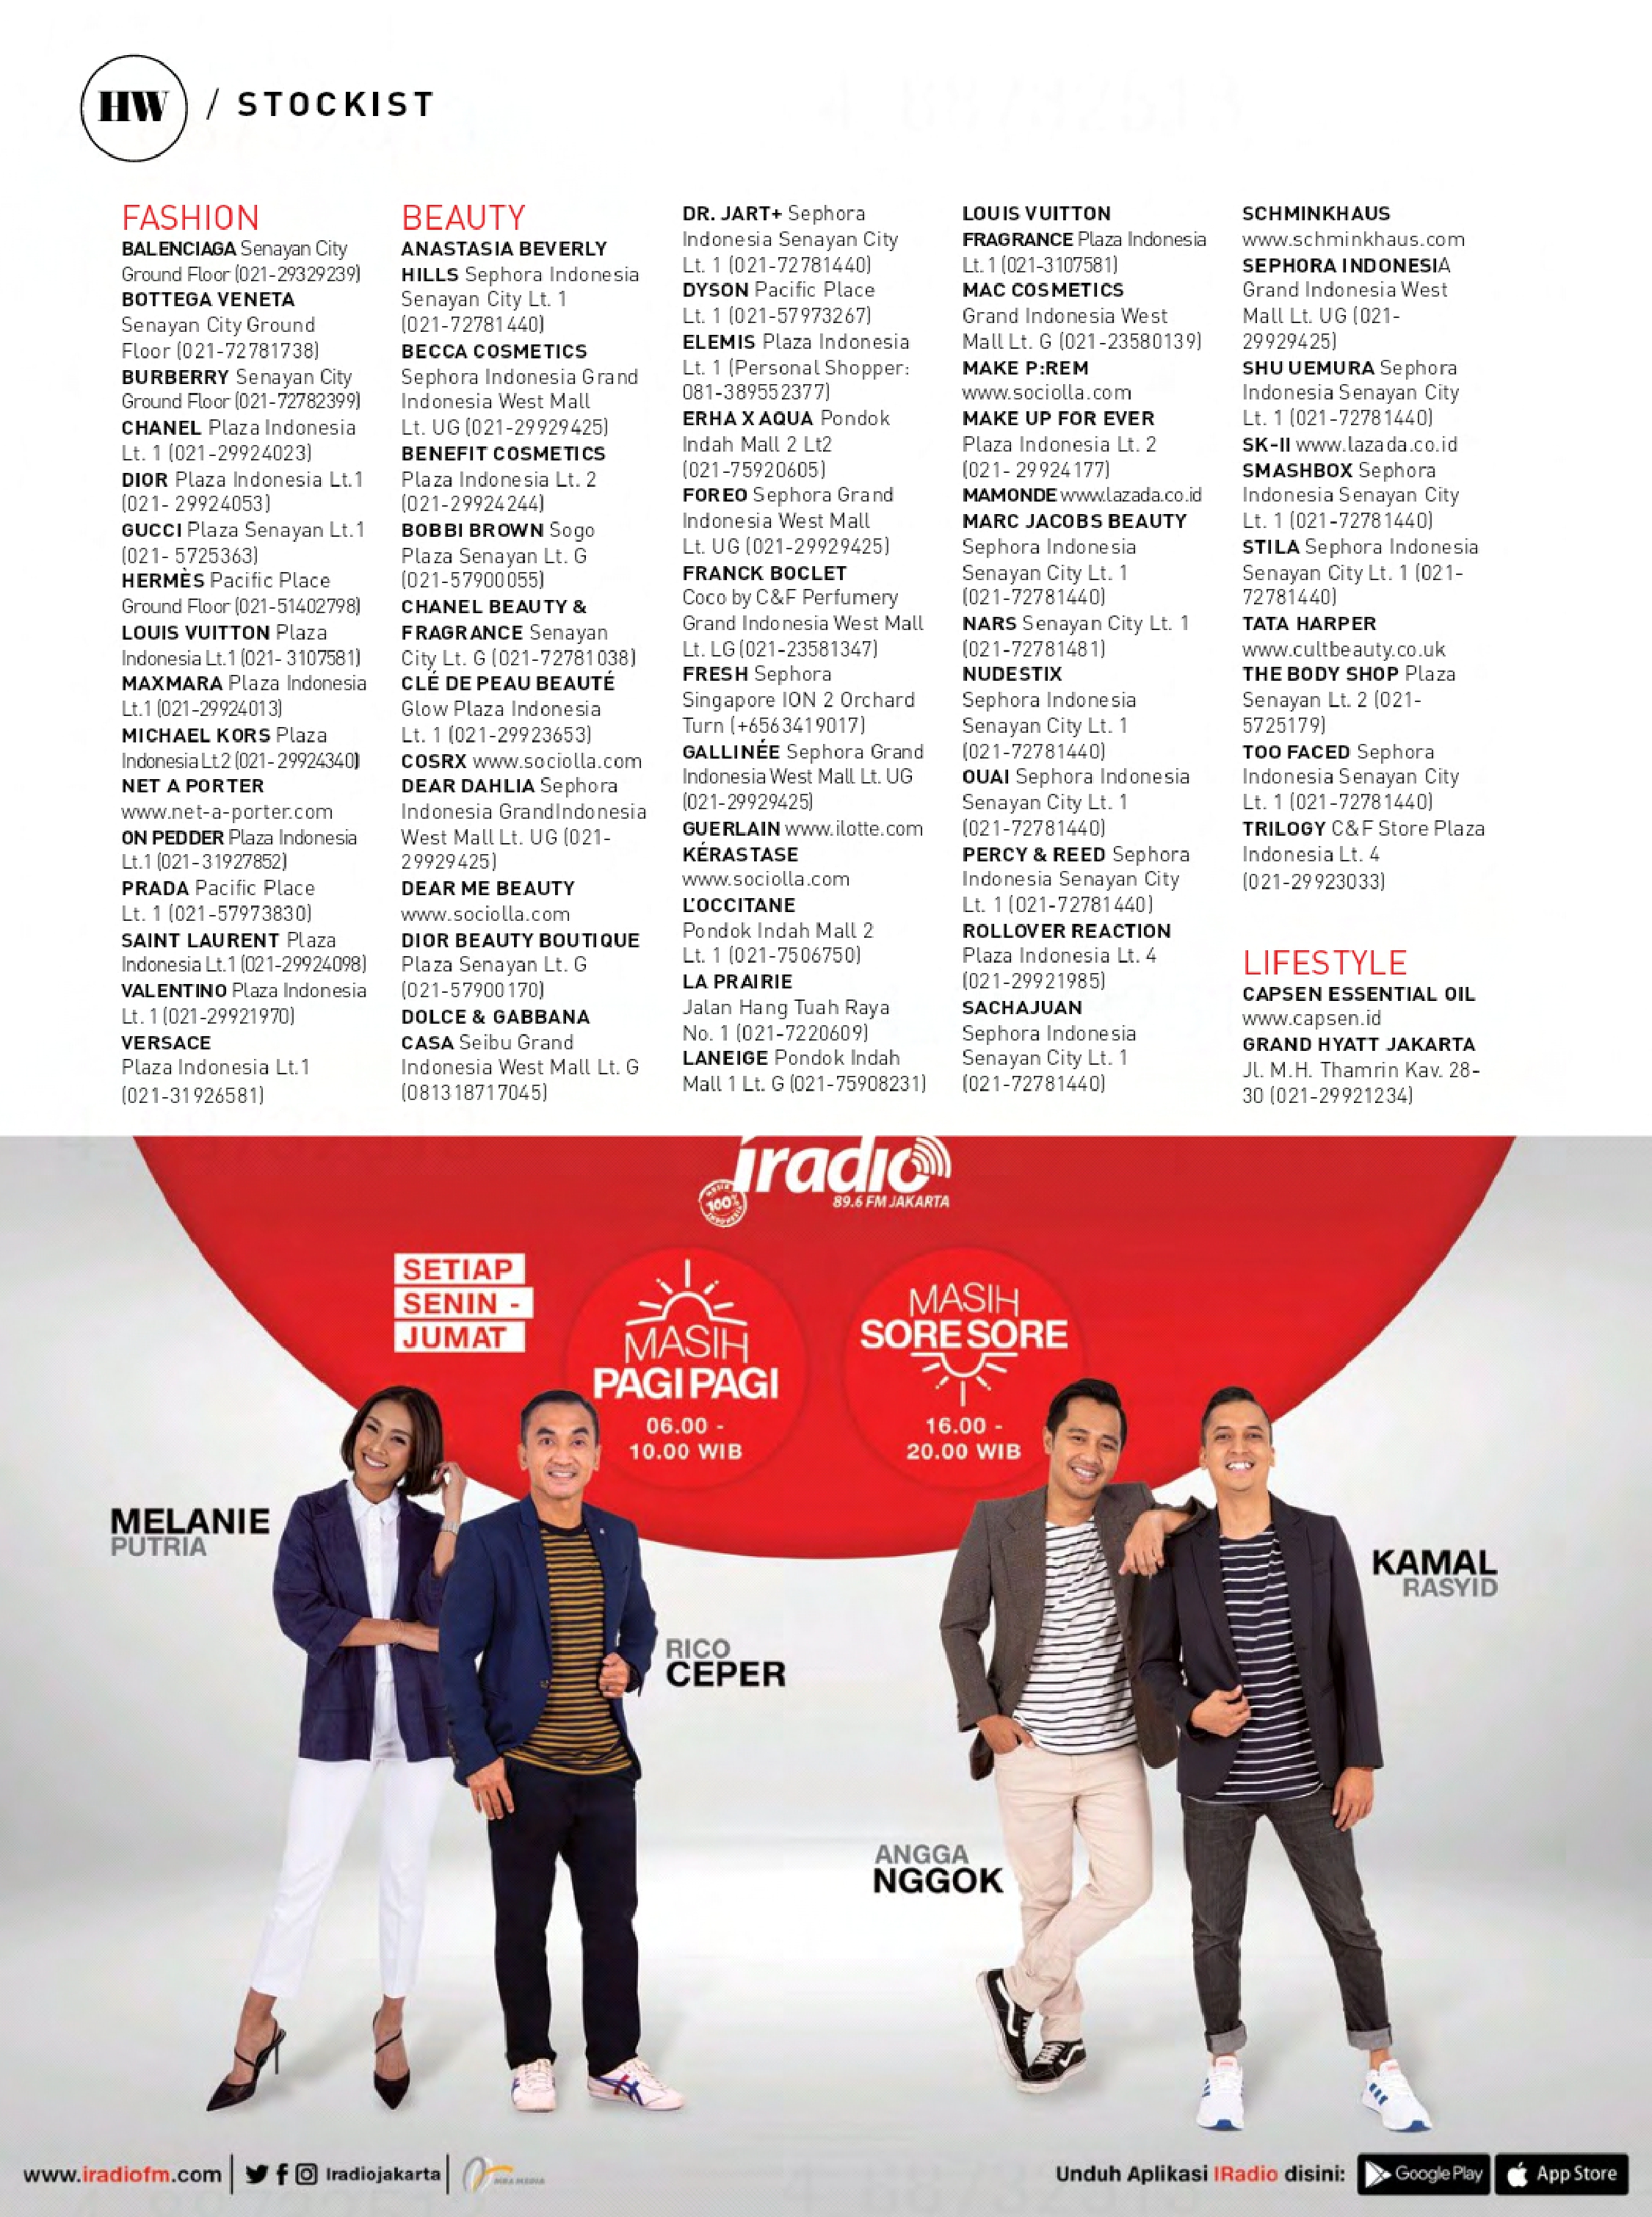 HW / STOCKIST
FASHION
BALENCIAGA Senayan City
Ground Floor (021-29329239)
BOTTEGA VENETA
Senayan City Ground
Floor (021-72781738)
BURBERRY Senayan City
Ground Floor (021-72782399)
CHANEL Plaza Indonesia
Lt. 1 (021-29924023)
DIOR Plaza Indonesia Lt.1
(021- 29924053)
GUCCI Plaza Senayan Lt.1
(021- 5725363)
HERMÈS Pacific Place
Ground Floor (021-51402798)
LOUIS VUITTON Plaza
Indonesia Lt.1 (021- 3107581)
MAXMARA Plaza Indonesia
Lt.1 (021-29924013)
MICHAEL KORS Plaza
Indonesia Lt.2 (021- 29924340)
NET A PORTER
www.net-a-porter.com
ON PEDDER Plaza Indonesia
Lt.1 (021-31927852)
PRADA Pacific Place
Lt. 1 (021-57973830)
SAINT LAURENT Plaza
Indonesia Lt.1 (021-29924098)
VALENTINO Plaza Indonesia
Lt. 1 (021-29921970)
VERSACE
Plaza Indonesia Lt.1
(021-31926581)
BEAUTY
ANASTASIA BEVERLY
HILLS Sephora Indonesia
Senayan City Lt. 1
(021-72781440)
BECCA COSMETICS
Sephora Indonesia Grand
Indonesia West Mall
Lt. UG (021-29929425)
BENEFIT COSMETICS
Plaza Indonesia Lt. 2
(021-29924244)
BOBBI BROWN Sogo
Plaza Senayan Lt. G
(021-57900055)
CHANEL BEAUTY &
FRAGRANCE Senayan
City Lt. G (021-72781038)
CLÉ DE PEAU BEAUTÉ
Glow Plaza Indonesia
Lt. 1 (021-29923653)
COSRX www.sociolla.com
DEAR DAHLIA Sephora
Indonesia GrandIndonesia
West Mall Lt. UG (021-
29929425)
DEAR ME BEAUTY
www.sociolla.com
DIOR BEAUTY BOUTIQUE
Plaza Senayan Lt. G
(021-57900170)
DOLCE & GABBANA
CASA Seibu Grand
Indonesia West Mall Lt. G
(081318717045)
DR. JART+ Sephora
Indonesia Senayan City
Lt. 1 (021-72781440)
DYSON Pacific Place
Lt. 1 (021-57973267)
ELEMIS Plaza Indonesia
Lt. 1 (Personal Shopper:
081-389552377)
ERHA X AQUA Pondok
Indah Mall 2 Lt2
(021-75920605)
FOREO Sephora Grand
Indonesia West Mall
Lt. UG (021-29929425)
FRANCK BOCLET
Coco by C&F Perfumery
Grand Indonesia West Mall
Lt. LG (021-23581347)
FRESH Sephora
Singapore ION 2 Orchard
Turn (+6563419017)
GALLINÉE Sephora Grand
Indonesia West Mall Lt. UG
(021-29929425)
GUERLAIN www.ilotte.com
KÉRASTASE
www.sociolla.com
L'OCCITANE
Pondok Indah Mall 2
Lt. 1 (021-7506750)
LA PRAIRIE
Jalan Hang Tuah Raya
No. 1 (021-7220609)
LANEIGE Pondok Indah
Mall 1 Lt. G (021-75908231)
LOUIS VUITTON
FRAGRANCE Plaza Indonesia
Lt. 1 (021-3107581)
MAC COSMETICS
Grand Indonesia West
Mall Lt. G (021-23580139)
MAKE P:REM
www.sociolla.com
MAKE UP FOR EVER
Plaza Indonesia Lt. 2
(021- 29924177)
MAMONDE www.lazada.co.id
MARC JACOBS BEAUTY
Sephora Indonesia
Senayan City Lt. 1
(021-72781440)
NARS Senayan City Lt. 1
(021-72781481)
NUDESTIX
Sephora Indonesia
Senayan City Lt. 1
(021-72781440)
OUAI Sephora Indonesia
Senayan City Lt. 1
(021-72781440)
PERCY & REED Sephora
Indonesia Senayan City
Lt. 1 (021-72781440)
ROLLOVER REACTION
Plaza Indonesia Lt. 4
(021-29921985)
SACHAJUAN
Sephora Indonesia
Senayan City Lt. 1
(021-72781440)
SCHMINKHAUS
www.schminkhaus.com
SEPHORA INDONESIA
Grand Indonesia West
Mall Lt. UG (021-
29929425)
SHU UEMURA Sephora
Indonesia Senayan City
Lt. 1 (021-72781440)
SK-II www.lazada.co.id
SMASHBOX Sephora
Indonesia Senayan City
Lt. 1 (021-72781440)
STILA Sephora Indonesia
Senayan City Lt. 1 (021-
72781440)
TATA HARPER
www.cultbeauty.co.uk
THE BODY SHOP Plaza
Senayan Lt. 2 (021-
5725179)
TOO FACED Sephora
Indonesia Senayan City
Lt. 1 (021-72781440)
TRILOGY C&F Store Plaza
Indonesia Lt. 4
(021-29923033)
LIFESTYLE
CAPSEN ESSENTIAL OIL
www.capsen.id
GRAND HYATT JAKARTA
Jl. M.H. Thamrin Kav. 28-
30 (021-29921234)
iradio
100%
89.6 FM JAKARTA
SETIAP
SENIN -
JUMAT
MASIH
PAGI PAGI
06.00 -
10.00 WIB
MASIH
SORE SORE
16.00 -
20.00 WIB
MELANIE
PUTRIA
RICO
CEPER
ANGGA
NGGOK
KAMAL
RASYID
www.iradiofm.com
Iradiojakarta
MRA MEDIA
Unduh Aplikasi IRadio disini:
Google Play
App Store